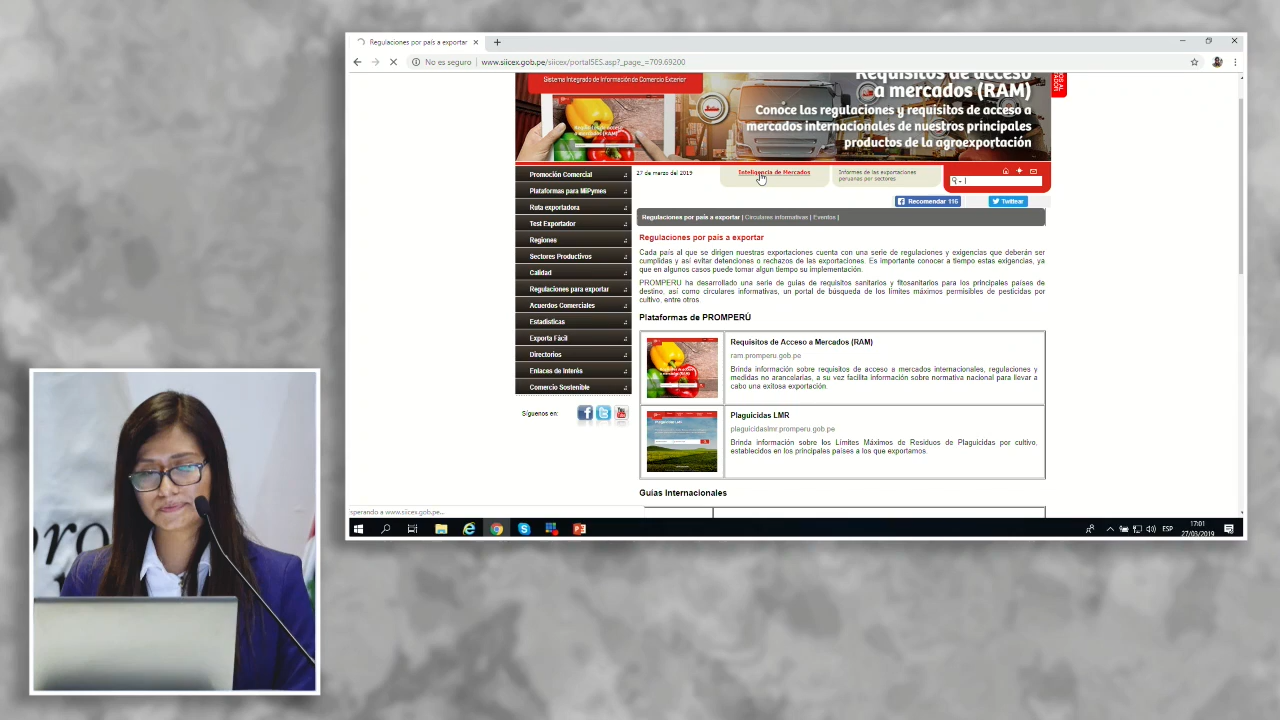 Regulaciones por país a exportar
No es seguro
www.siicex.gob.pe/siicex/portal5ES.asp?_page_=709.69200
Sistema Integrado de Información de Comercio Exterior
Requisitos de acceso
a mercados (RAM)
Conoce las regulaciones y requisitos de acceso a
mercados internacionales de nuestros principales
productos de la agroexportación
27 de marzo del 2019
Inteligencia de Mercados
Informes de las exportaciones
peruanas por sectores
Recomendar 116
Twittear
Promoción Comercial
Plataformas para MiPymes
Ruta exportadora
Test Exportador
Regiones
Sectores Productivos
Calidad
Regulaciones para exportar
Acuerdos Comerciales
Estadísticas
Exporta Fácil
Directorios
Enlaces de Interés
Comercio Sostenible
Síguenos en:
Regulaciones por país a exportar | Circulares informativas | Eventos |
Regulaciones por país a exportar
Cada país al que se dirigen nuestras exportaciones cuenta con una serie de regulaciones y exigencias que deberán ser
cumplidas y así evitar detenciones o rechazos de las exportaciones. Es importante conocer a tiempo estas exigencias, ya
que en algunos casos puede tomar algun tiempo su implementación.
PROMPERU ha desarrollado una serie de guías de requisitos sanitarios y fitosanitarios para los principales países de
destino, así como circulares informativas, un portal de búsqueda de los límites máximos permisibles de pesticidas por
cultivo, entre otros
Plataformas de PROMPERÚ
Requisitos de Acceso a Mercados (RAM)
ram.promperu.gob.pe
Brinda información sobre requisitos de acceso a mercados internacionales, regulaciones y
medidas no arancelarias, a su vez facilita información sobre normativa nacional para llevar a
cabo una exitosa exportación.
Plaguicidas LMR
plaguicidaslmr.promperu.gob.pe
Brinda información sobre los Límites Máximos de Residuos de Plaguicidas por cultivo,
establecidos en los principales países a los que exportamos.
Guías Internacionales
sperando a www.siicex.gob.pe...
ESP
17:01
27/03/2019